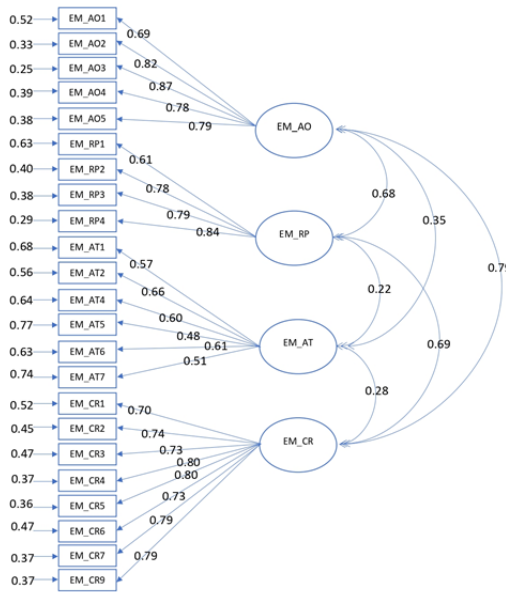 0.52 EM_AO1
0.69
0.33 EM_AO2
0.82
0.25 EM_AO3
0.87
0.39 EM_AO4
0.78
0.38 EM_AO5
0.79
EM_AO
0.63 EM_RP1
0.61
0.40 EM_RP2
0.78
0.38 EM_RP3
0.79
0.29 EM_RP4
0.84
EM_RP
0.68
0.35
0.68 EM_AT1
0.57
0.56 EM_AT2
0.66
0.22
0.64 EM_AT4
0.60
0.77 EM_AT5
0.48
0.63 EM_AT6
0.61
0.74 EM_AT7
0.51
EM_AT
0.69
0.28
0.52 EM_CR1
0.70
0.45 EM_CR2
0.74
0.47 EM_CR3
0.73
0.37 EM_CR4
0.80
0.36 EM_CR5
0.80
0.47 EM_CR6
0.73
0.37 EM_CR7
0.79
0.37 EM_CR9
0.79
EM_CR